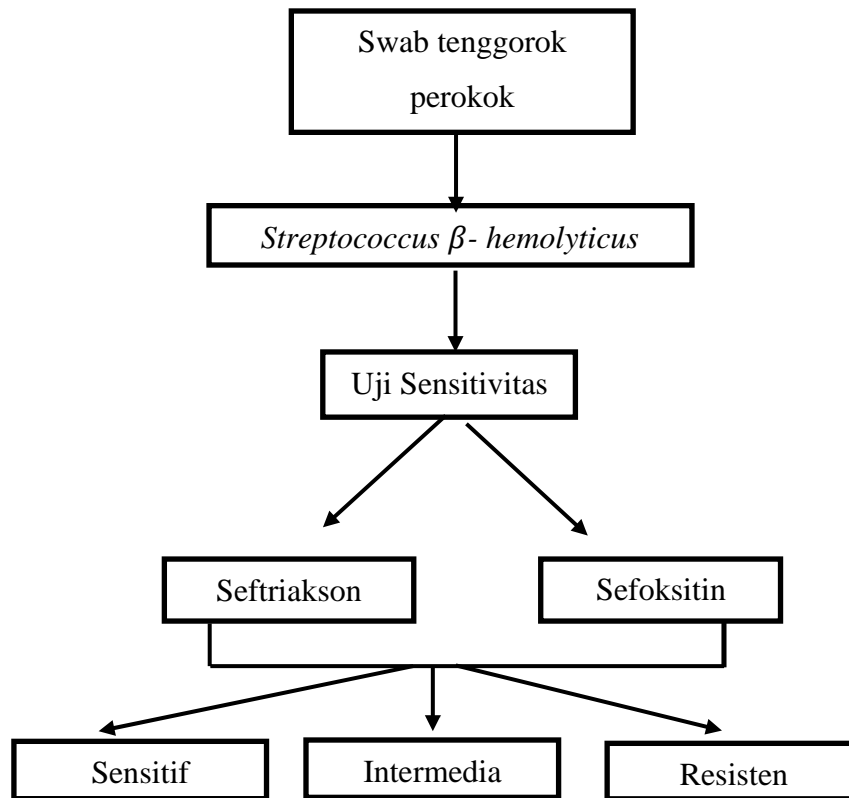 Swab tenggorok
perokok
Streptococcus β- hemolyticus
Uji Sensitivitas
Seftriakson
Sefoksitin
Sensitif
Intermedia
Resisten